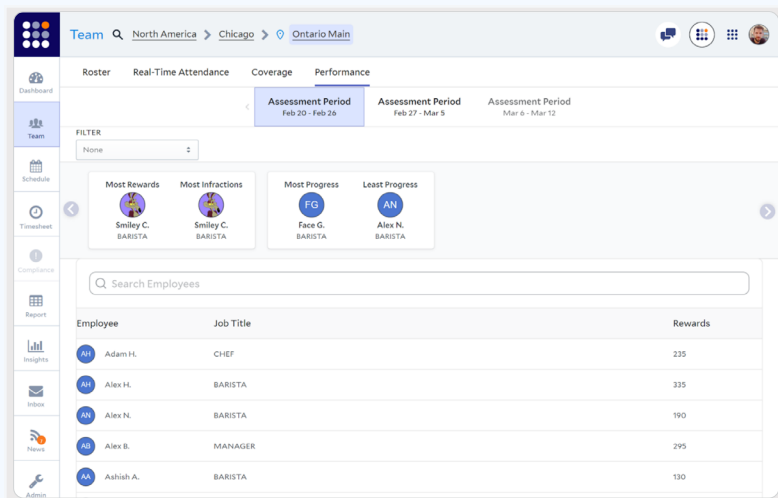 Team North America Chicago Ontario Main
Dashboard
Team
Schedule
Timesheet
Compliance
Report
Insights
Inbox
News
Admin
Roster Real-Time Attendance Coverage Performance
Assessment Period Assessment Period Assessment Period
Feb 20 - Feb 26 Feb 27 - Mar 5 Mar 6 - Mar 12
FILTER
None
Most Rewards Most Infractions Most Progress Least Progress
FG AN
Smiley C. Smiley C. Face G. Alex N.
BARISTA BARISTA BARISTA BARISTA
Search Employees
Employee Job Title Rewards
AH Adam H. CHEF 235
AH Alex H. BARISTA 335
AN Alex N. BARISTA 190
AB Alex B. MANAGER 295
AA Ashish A. BARISTA 130